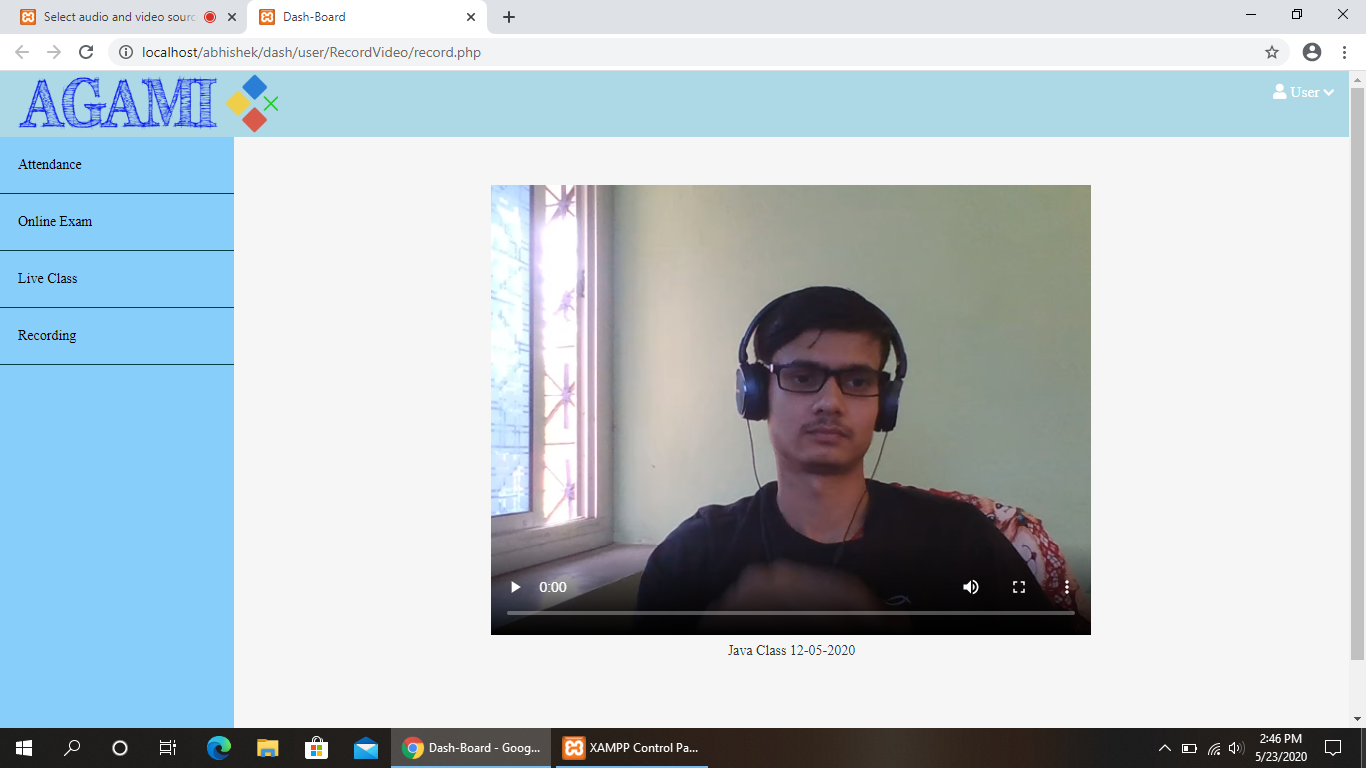 Select audio and video sourc
Dash-Board
localhost/abhishek/dash/user/RecordVideo/record.php
AGAMI
User
Attendance
Online Exam
Live Class
Recording
0:00
Java Class 12-05-2020
Dash-Board - Goog...
XAMPP Control Pa...
2:46 PM
5/23/2020